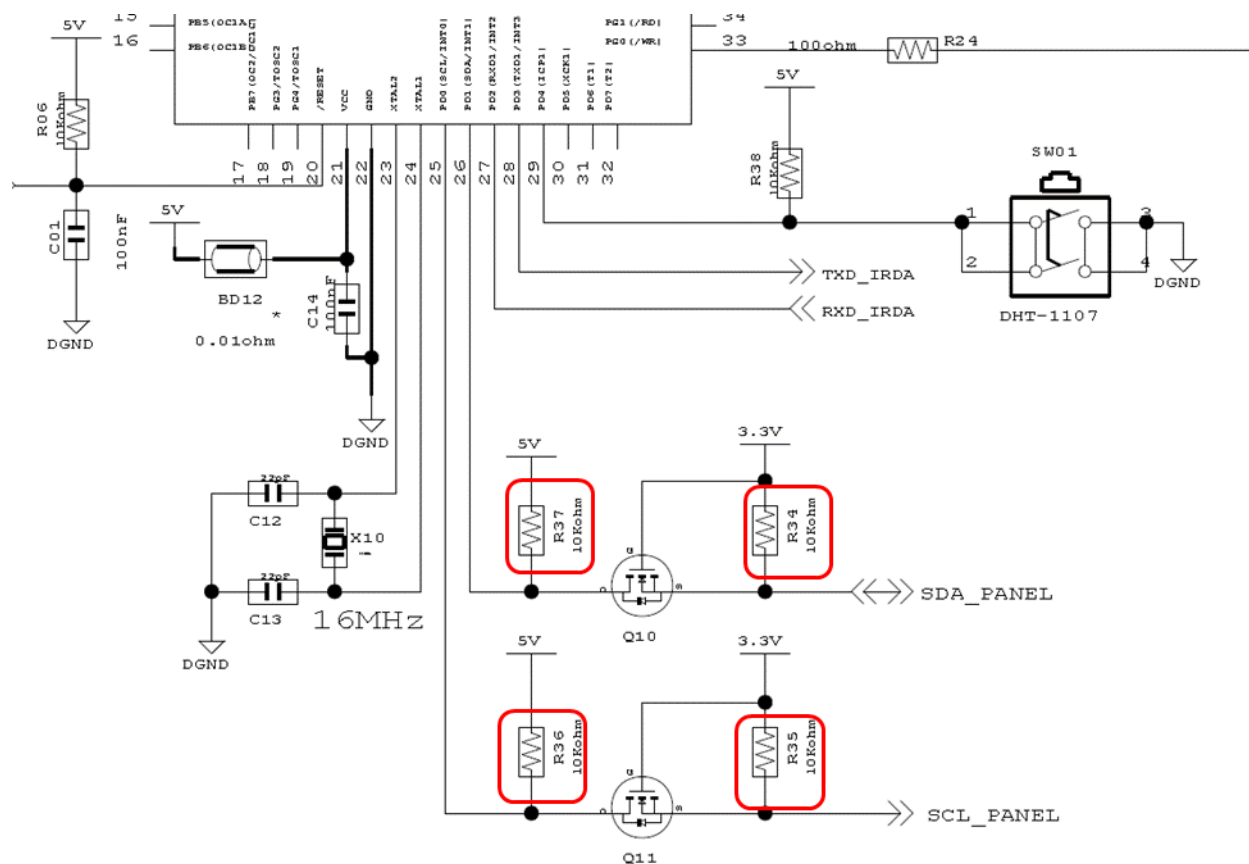 15
PB5(OC1A)
16
PB6(OC1B)
PB7(OC2/OC1C)
PG3/TOSC2
PG4/TOSC1
/RESET
VCC
GND
XTAL2
XTAL1
PD0(SCL/INT0)
PD1(SDA/INT1)
PD2(RXD1/INT2)
PD3(TXD1/INT3)
PD4(ICP1)
PD5(XCK1)
PD6(T1)
PD7(T2)
PG1(/RD)
34
PG0(/WR)
33
100ohm
R24
17
18
19
20
21
22
23
24
25
26
27
28
29
30
31
32
5V
R06
10Kohm
C01
100nF
DGND
5V
BD12
*
0.01ohm
C14
100nF
DGND
5V
R38
10Kohm
SW01
1
2
3
4
DGND
DHT-1107
TXD_IRDA
RXD_IRDA
22pF
C12
X10
22pF
C13
16MHz
DGND
5V
R37
10Kohm
3.3V
R34
10Kohm
G
D
S
Q10
SDA_PANEL
5V
R36
10Kohm
3.3V
R35
10Kohm
G
D
S
Q11
SCL_PANEL